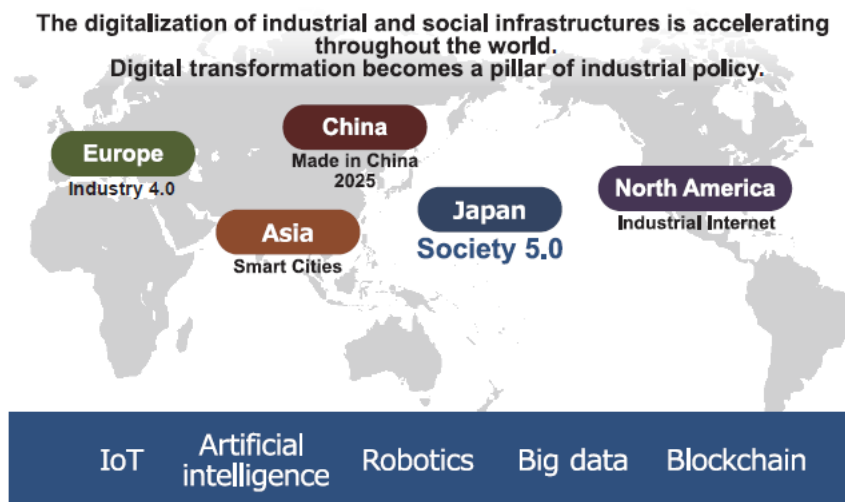 The digitalization of industrial and social infrastructures is accelerating
throughout the world.
Digital transformation becomes a pillar of industrial policy.
China
Made in China
2025
Europe
Industry 4.0
North America
Industrial Internet
Japan
Society 5.0
Asia
Smart Cities
IoT
Artificial
intelligence
Robotics
Big data
Blockchain